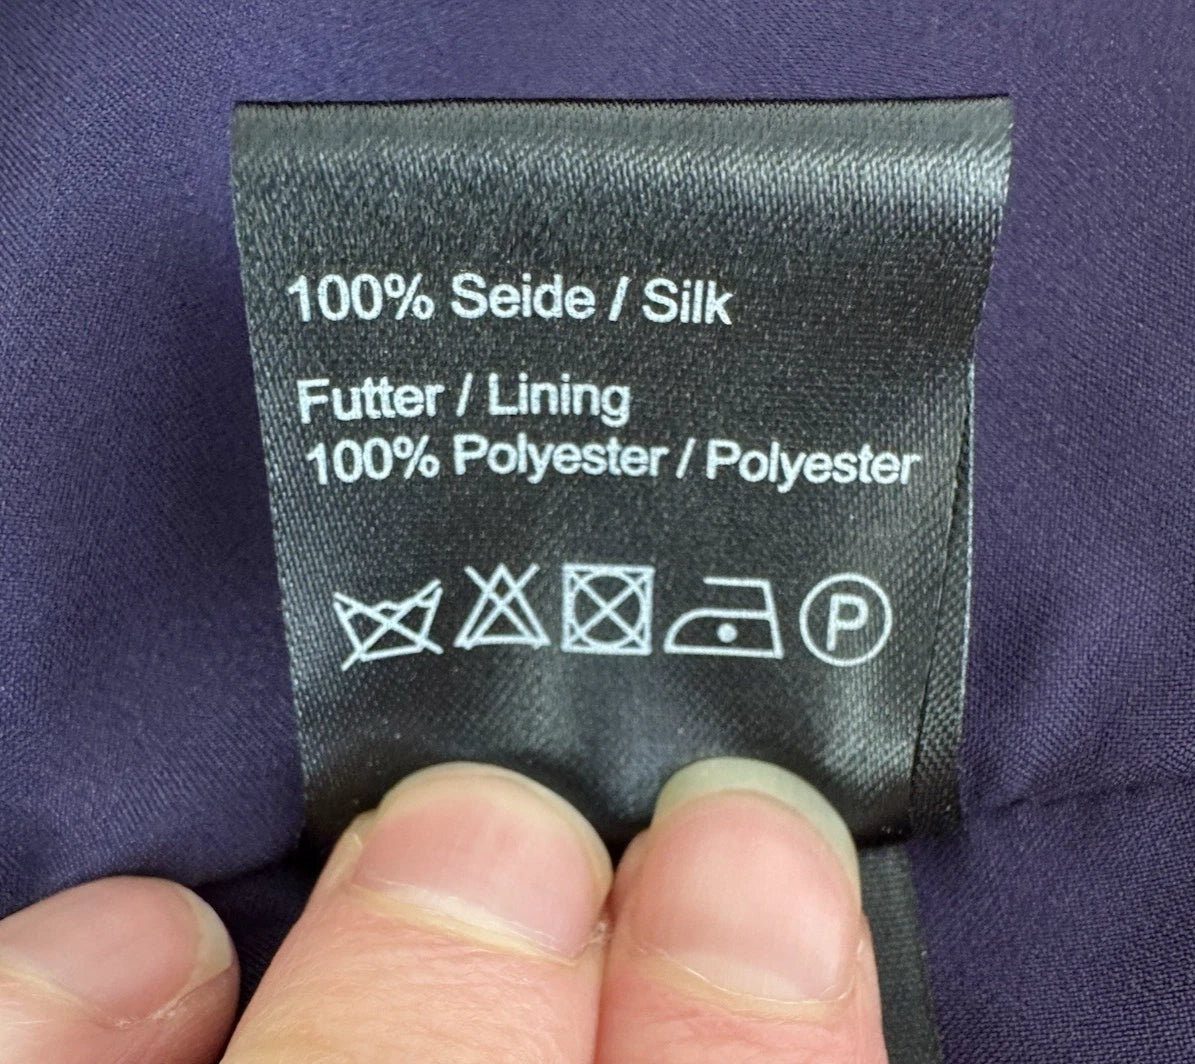 100% Seide / Silk
Futter / Lining
100% Polyester / Polyester
P